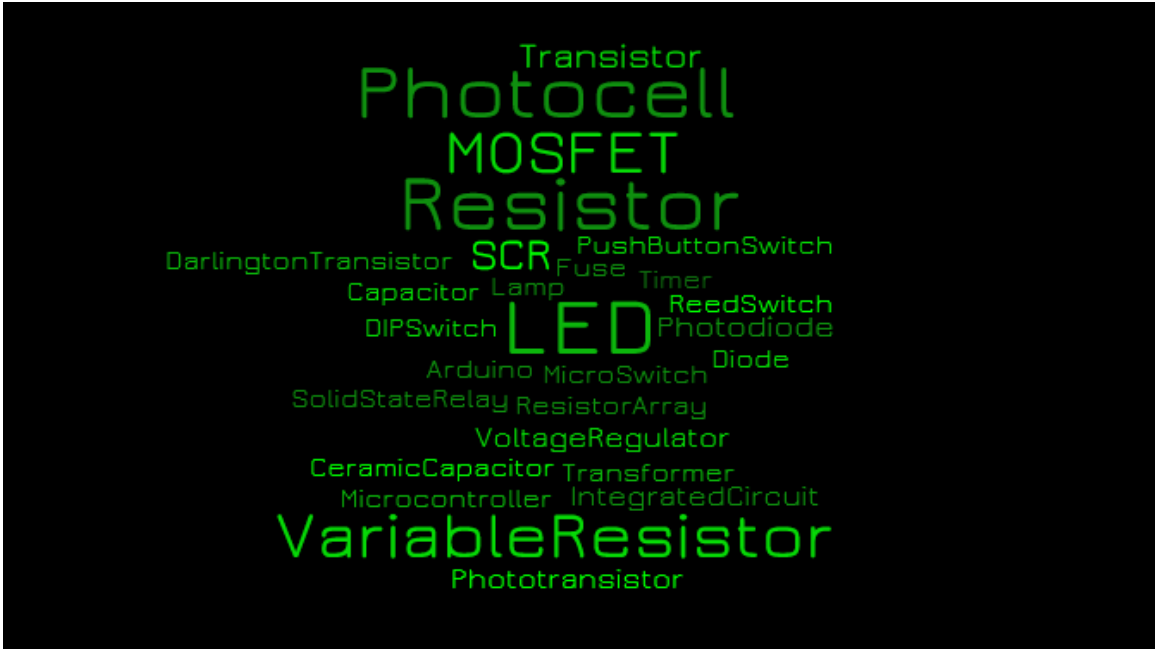 Transistor
Photocell
MOSFET
Resistor
DarlingtonTransistor SCR Fuse PushButtonSwitch
Capacitor Lamp Timer
ReedSwitch
DIPSwitch LED Photodiode
Diode
Arduino MicroSwitch
SolidStateRelay ResistorArray
VoltageRegulator
CeramicCapacitor Transformer
Microcontroller IntegratedCircuit
VariableResistor
Phototransistor